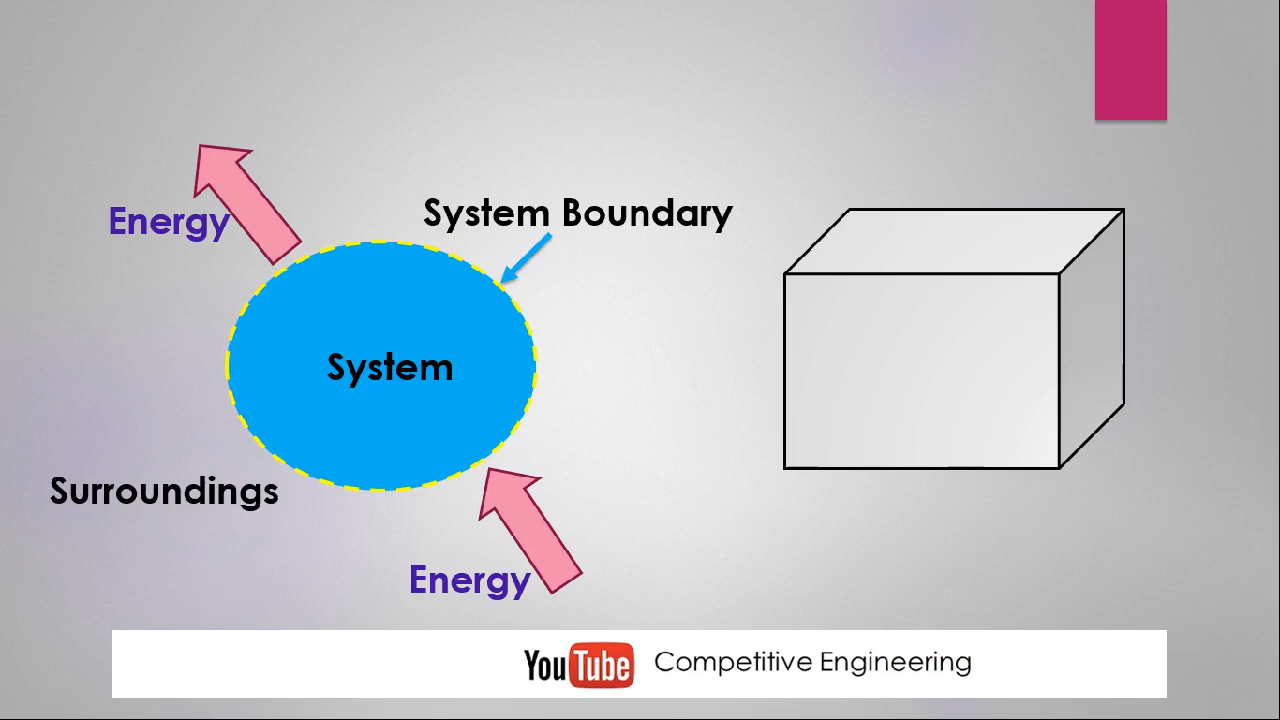 System Boundary
Energy
System
Surroundings
Energy
YouTube Competitive Engineering